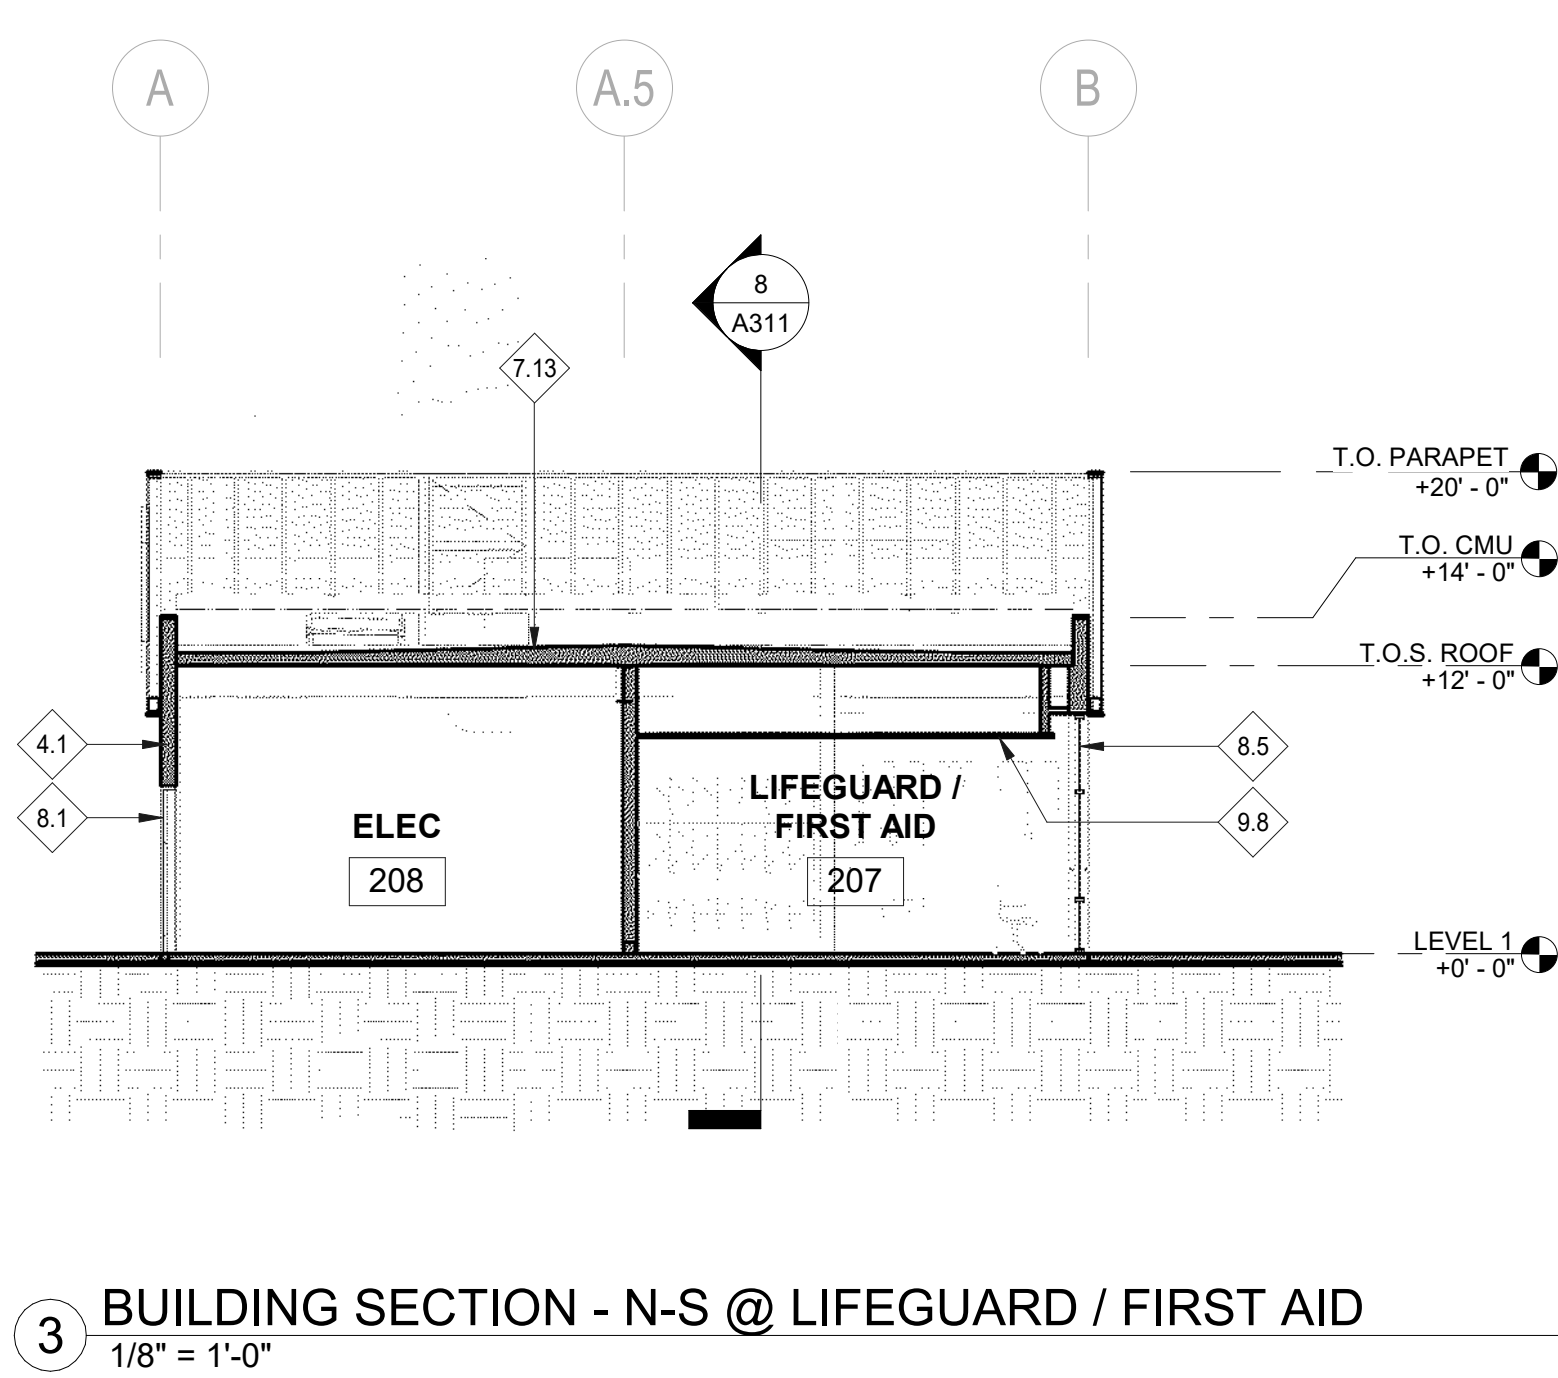 A
A.5
B
8
A311
7.13
T.O. PARAPET
+20' - 0"
T.O. CMU
+14' - 0"
T.O.S. ROOF
+12' - 0"
4.1
8.5
8.1
9.8
ELEC
208
LIFEGUARD /
FIRST AID
207
LEVEL 1
+0' - 0"
3
BUILDING SECTION - N-S @ LIFEGUARD / FIRST AID
1/8" = 1'-0"